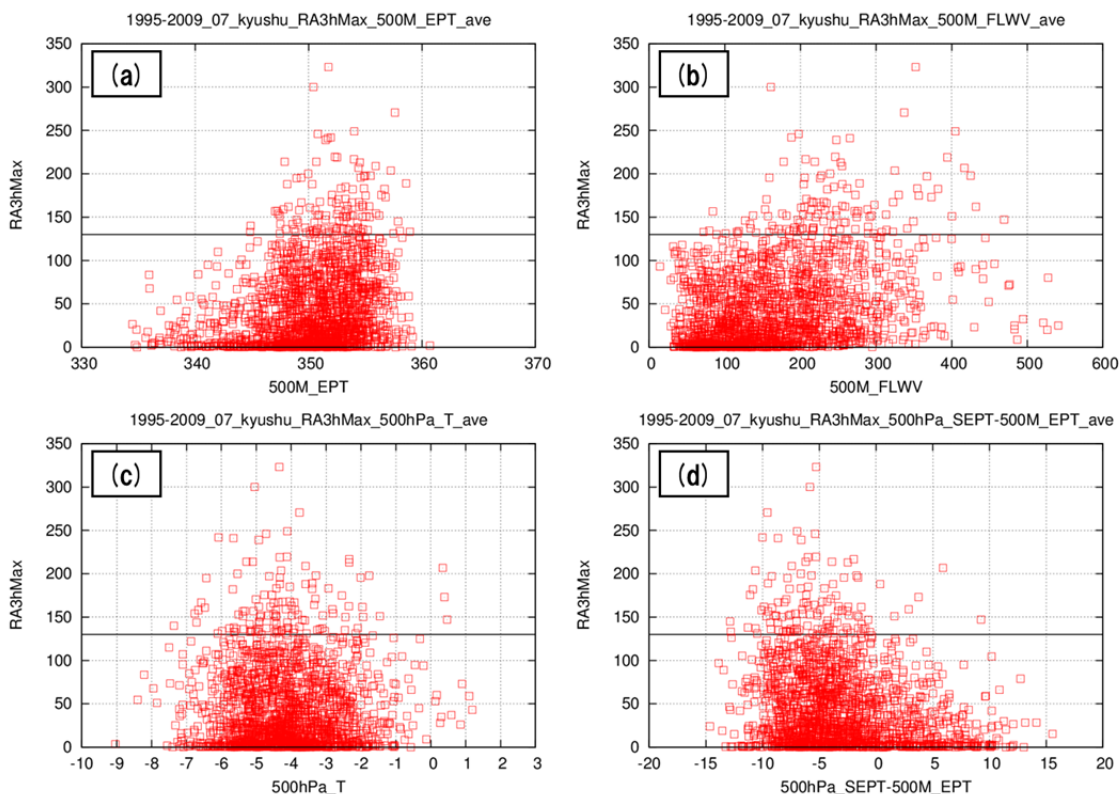 1995-2009_07_kyushu_RA3hMax_500M_EPT_ave
(a)
350
300
250
200
150
100
50
0
RA3hMax
330 340 350 360 370
500M_EPT
1995-2009_07_kyushu_RA3hMax_500M_FLWV_ave
(b)
350
300
250
200
150
100
50
0
RA3hMax
0 100 200 300 400 500 600
500M_FLWV
1995-2009_07_kyushu_RA3hMax_500hPa_T_ave
(c)
350
300
250
200
150
100
50
0
RA3hMax
-10 -9 -8 -7 -6 -5 -4 -3 -2 -1 0 1 2 3
500hPa_T
1995-2009_07_kyushu_RA3hMax_500hPa_SEPT-500M_EPT_ave
(d)
350
300
250
200
150
100
50
0
RA3hMax
-20 -15 -10 -5 0 5 10 15 20
500hPa_SEPT-500M_EPT